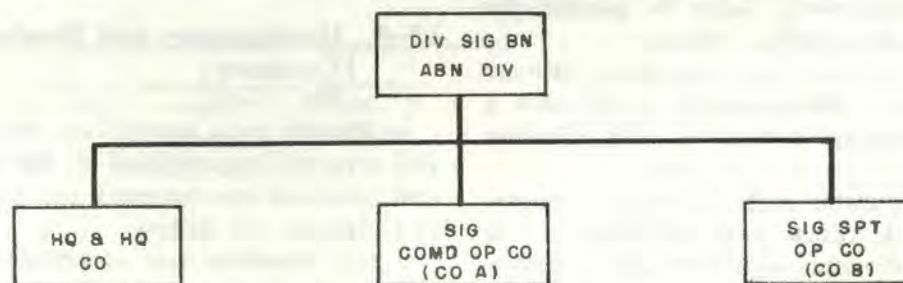 DIV SIG BN
ABN DIV
HQ & HQ
CO
SIG
COMD OP CO
(CO A)
SIG SPT
OP CO
(CO B)